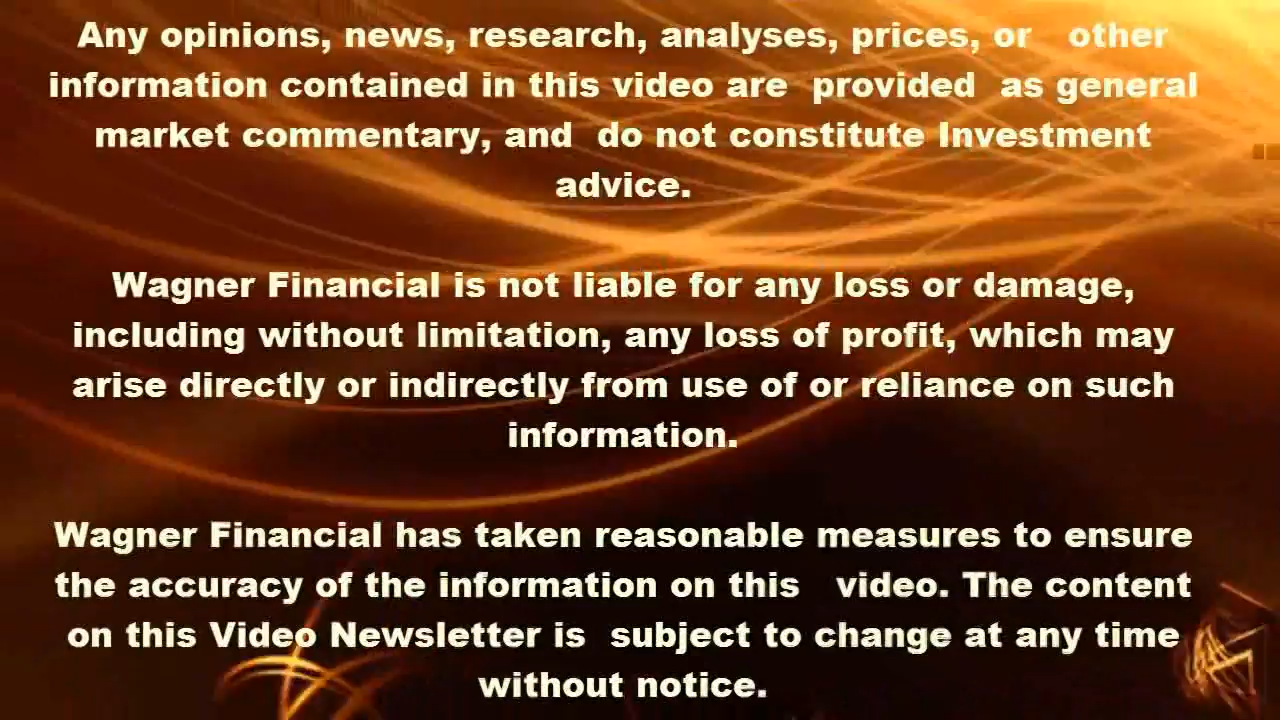 Any opinions, news, research, analyses, prices, or other
information contained in this video are provided as general
market commentary, and do not constitute Investment
advice.
Wagner Financial is not liable for any loss or damage,
including without limitation, any loss of profit, which may
arise directly or indirectly from use of or reliance on such
information.
Wagner Financial has taken reasonable measures to ensure
the accuracy of the information on this video. The content
on this Video Newsletter is subject to change at any time
without notice.